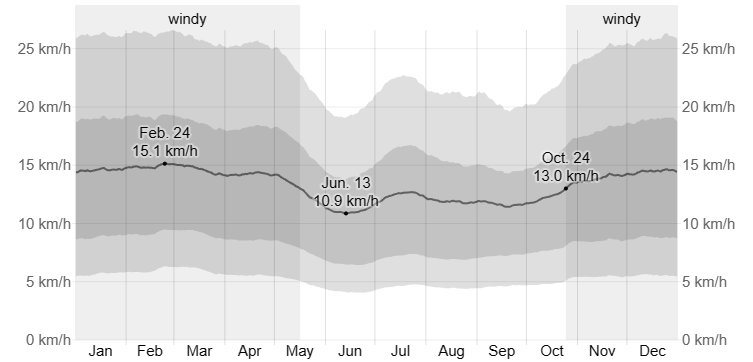 windy windy
25 km/h 25 km/h
20 km/h 20 km/h
Feb. 24
15.1 km/h
15 km/h 15 km/h
Oct. 24
13.0 km/h
Jun. 13
10.9 km/h
10 km/h 10 km/h
5 km/h 5 km/h
0 km/h 0 km/h
Jan Feb Mar Apr May Jun Jul Aug Sep Oct Nov Dec